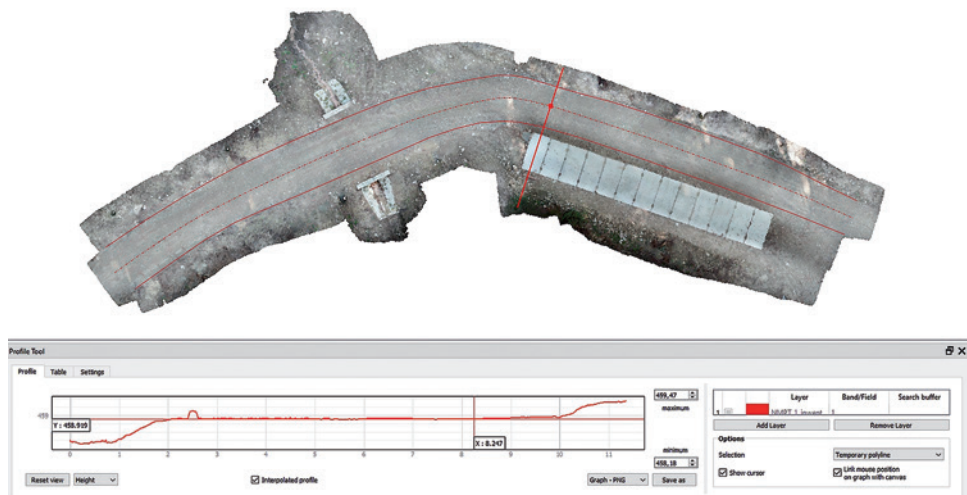 Profile Tool
Profile Table Settings
459
Y : 458.919
0 1 2 3 4 5 6 7 8 9 10 11
X : 8.247
459,47
maximum
minimum
458,18
Reset view Height Interpolated profile Graph - PNG Save as
Layer Band/Field Search buffer
1 1
Add Layer Remove Layer
Options
Selection Temporary polyline
Show cursor Link mouse position
on graph with canvas